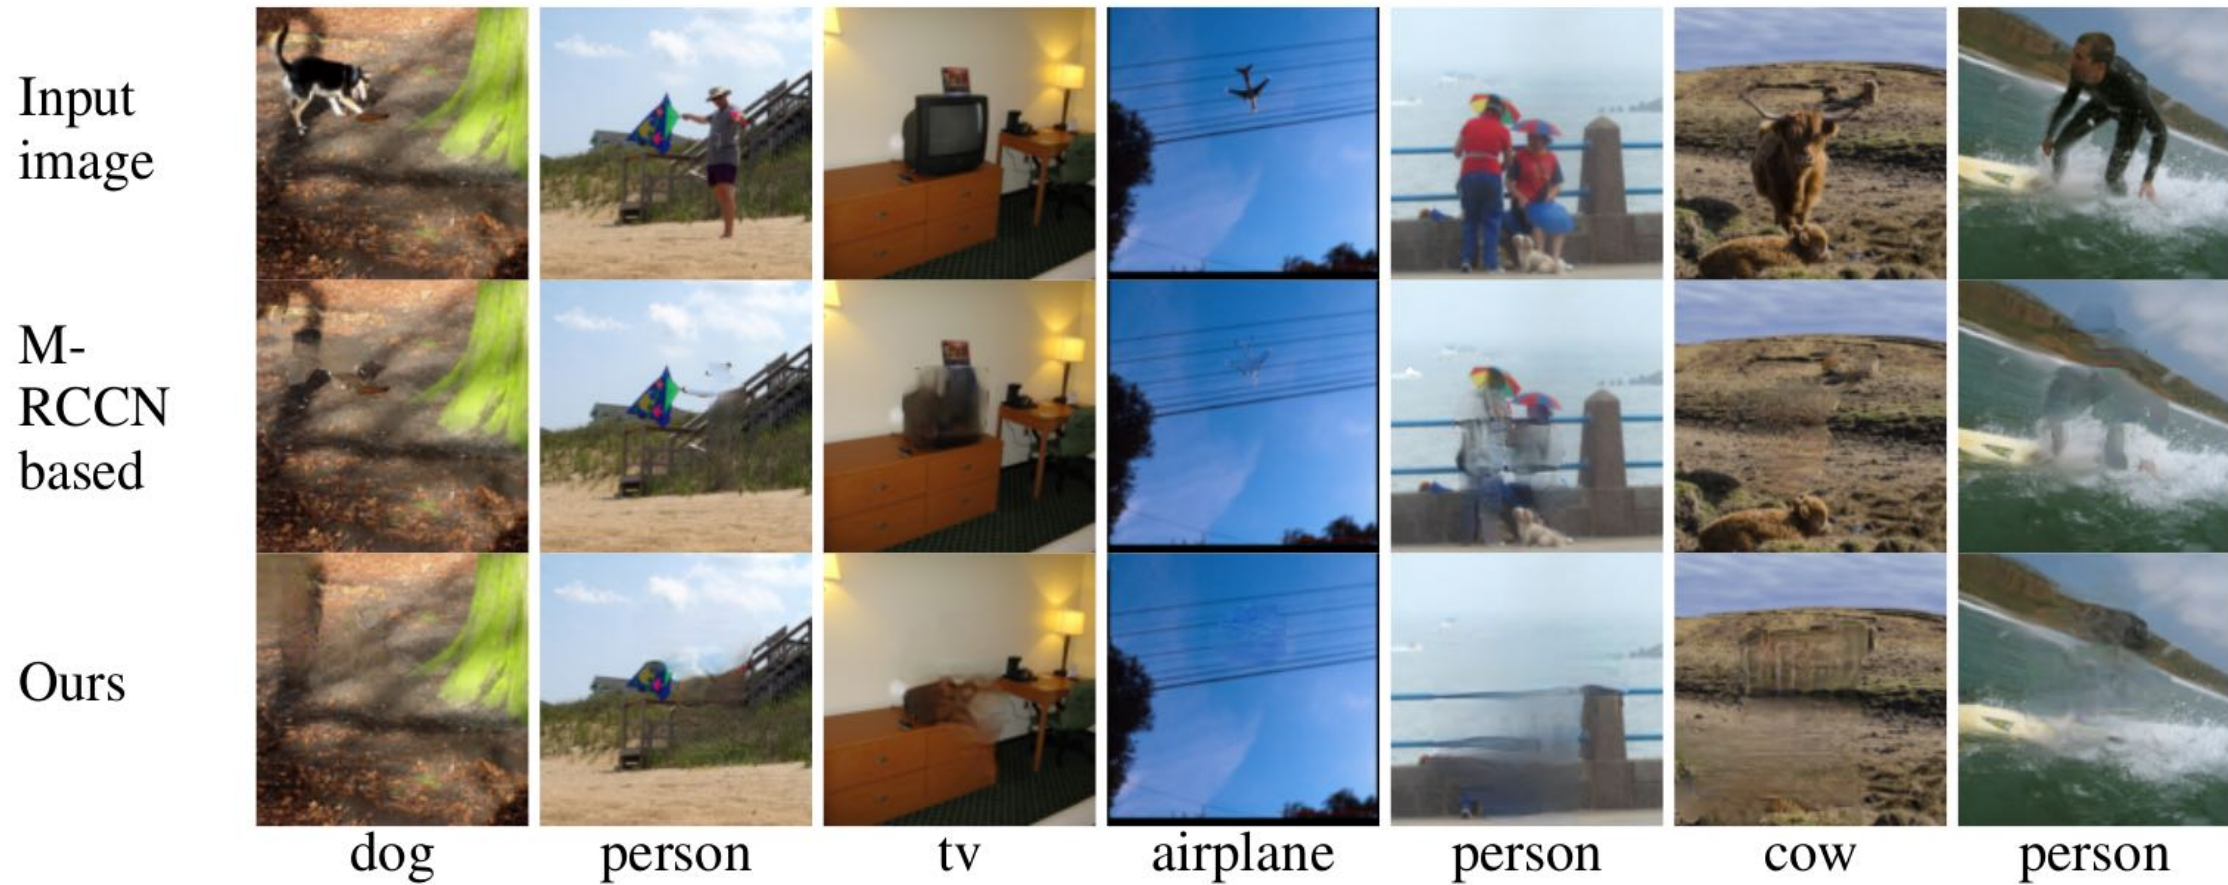 Input
image
M-
RCCN
based
Ours
dog person tv airplane person cow person